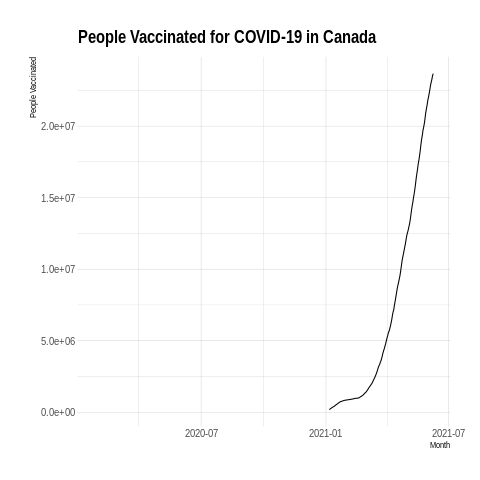 People Vaccinated for COVID-19 in Canada
People Vaccinated
2.0e+07
1.5e+07
1.0e+07
5.0e+06
0.0e+00
2020-07
2021-01
2021-07
Month